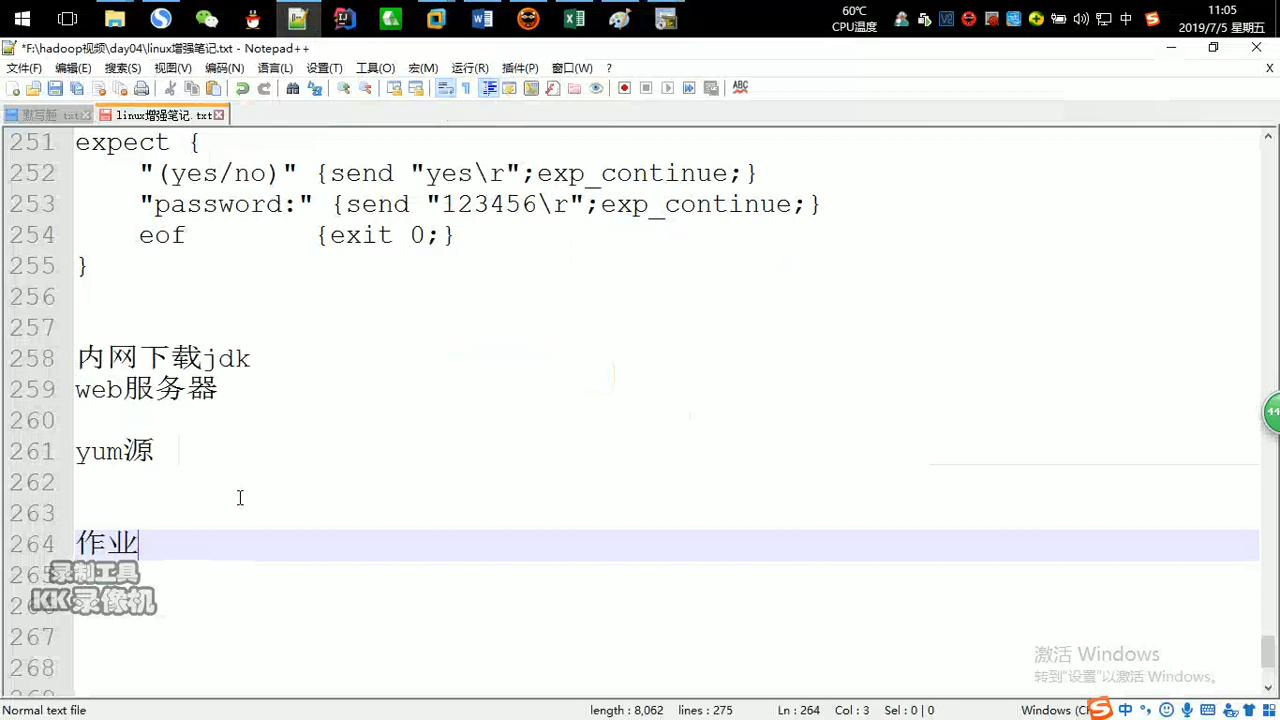 60℃
CPU温度
中
11:05
2019/7/5 星期五
*F:\hadoop视频\day04\linux增强笔记.txt - Notepad++
文件(F) 编辑(E) 搜索(S) 视图(V) 编码(N) 语言(L) 设置(T) 工具(O) 宏(M) 运行(R) 插件(P) 窗口(W) ?
X
linux增强笔记.txt
251 expect {
252 "(yes/no)" {send "yes\r";exp_continue;}
253 "password:" {send "123456\r";exp_continue;}
254 eof {exit 0;}
255 }
256
257
258 内网下载jdk
259 web服务器
260
261 yum源
262
263
264 作业
265
录制工具
KK录像机
267
268
44
激活 Windows
转到"设置"以激活 Windows。
Normal text file length : 8,062 lines : 275 Ln : 264 Col : 3 Sel : 0 | 0 Windows (C
中